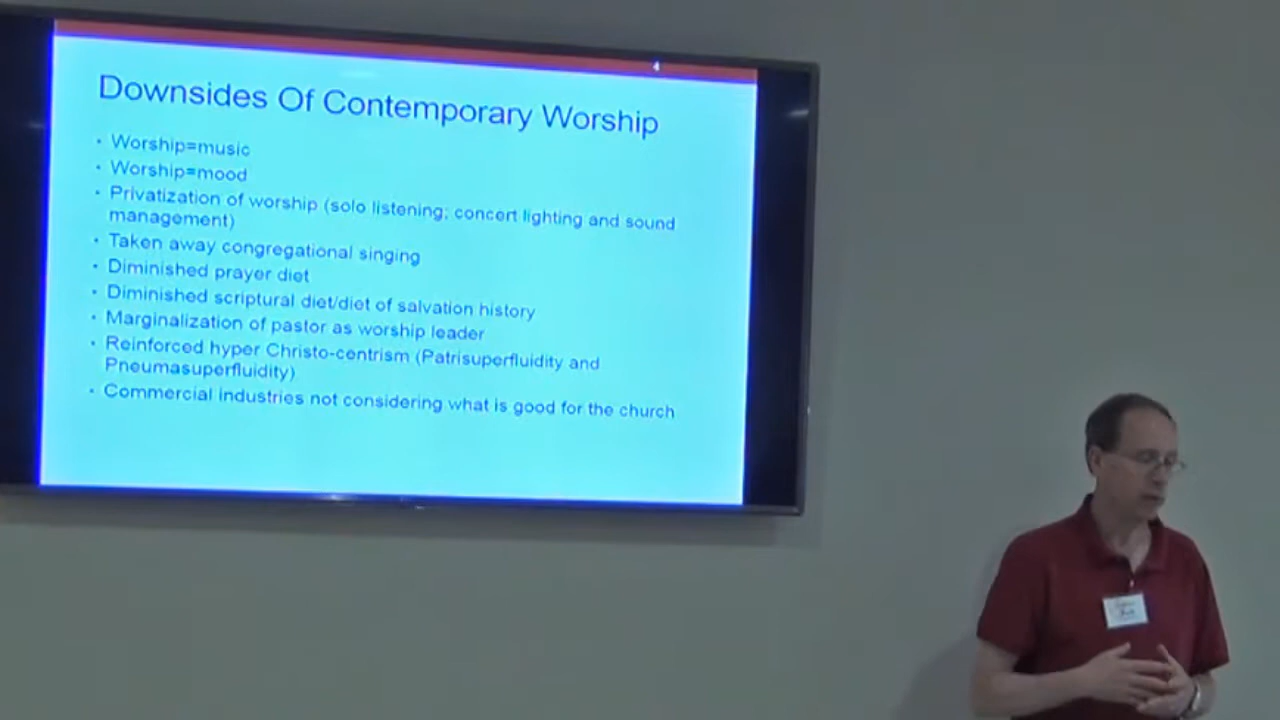 4
Downsides Of Contemporary Worship
• Worship=music
• Worship=mood
• Privatization of worship (solo listening; concert lighting and sound
management)
• Taken away congregational singing
• Diminished prayer diet
• Diminished scriptural diet/diet of salvation history
• Marginalization of pastor as worship leader
• Reinforced hyper Christo-centrism (Patrisuperfluidity and
Pneumasuperfluidity)
• Commercial industries not considering what is good for the church